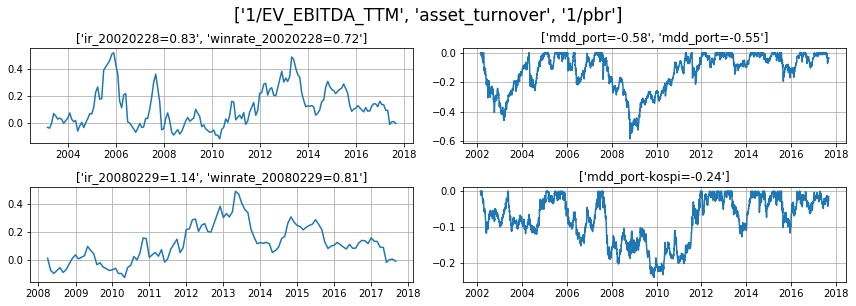 ['1/EV_EBITDA_TTM', 'asset_turnover', '1/pbr']
['ir_20020228=0.83', 'winrate_20020228=0.72']
0.4
0.2
0.0
2004 2006 2008 2010 2012 2014 2016 2018
['mdd_port=-0.58', 'mdd_port=-0.55']
0.0
−0.2
−0.4
−0.6
2002 2004 2006 2008 2010 2012 2014 2016 2018
['ir_20080229=1.14', 'winrate_20080229=0.81']
0.4
0.2
0.0
2008 2009 2010 2011 2012 2013 2014 2015 2016 2017 2018
['mdd_port-kospi=-0.24']
0.0
−0.1
−0.2
2002 2004 2006 2008 2010 2012 2014 2016 2018